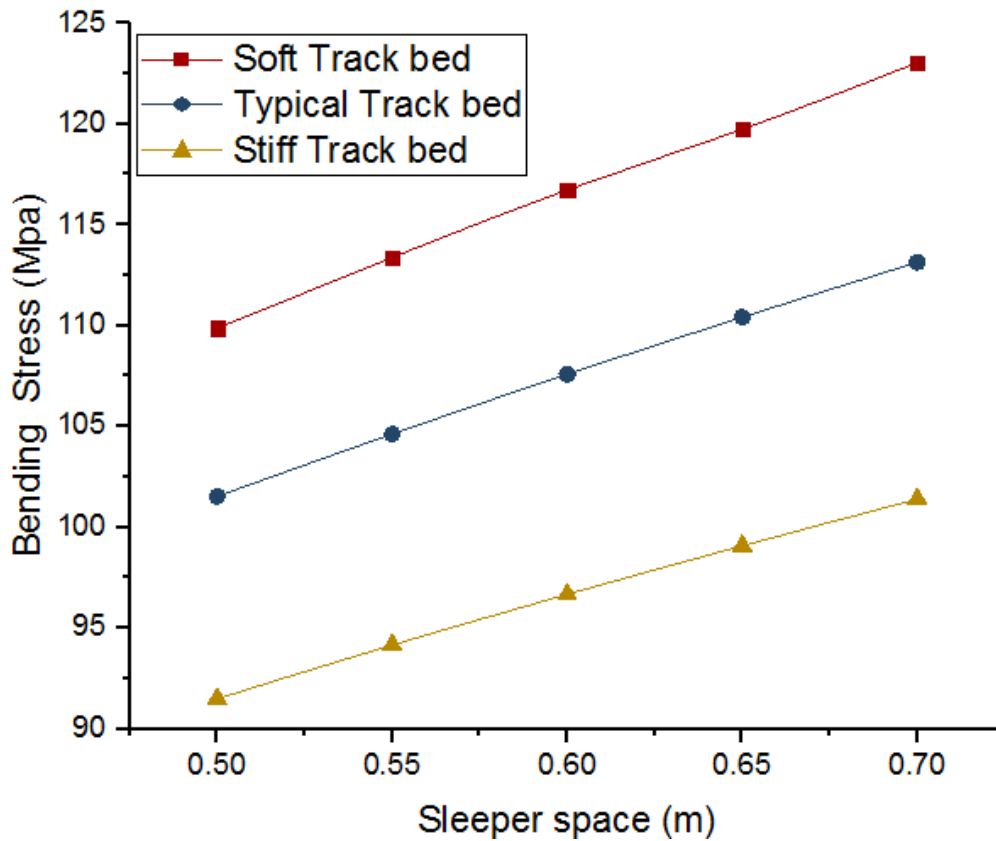 125
120
115
110
105
100
95
90
Bending Stress (Mpa)
Soft Track bed
Typical Track bed
Stiff Track bed
0.50 0.55 0.60 0.65 0.70
Sleeper space (m)